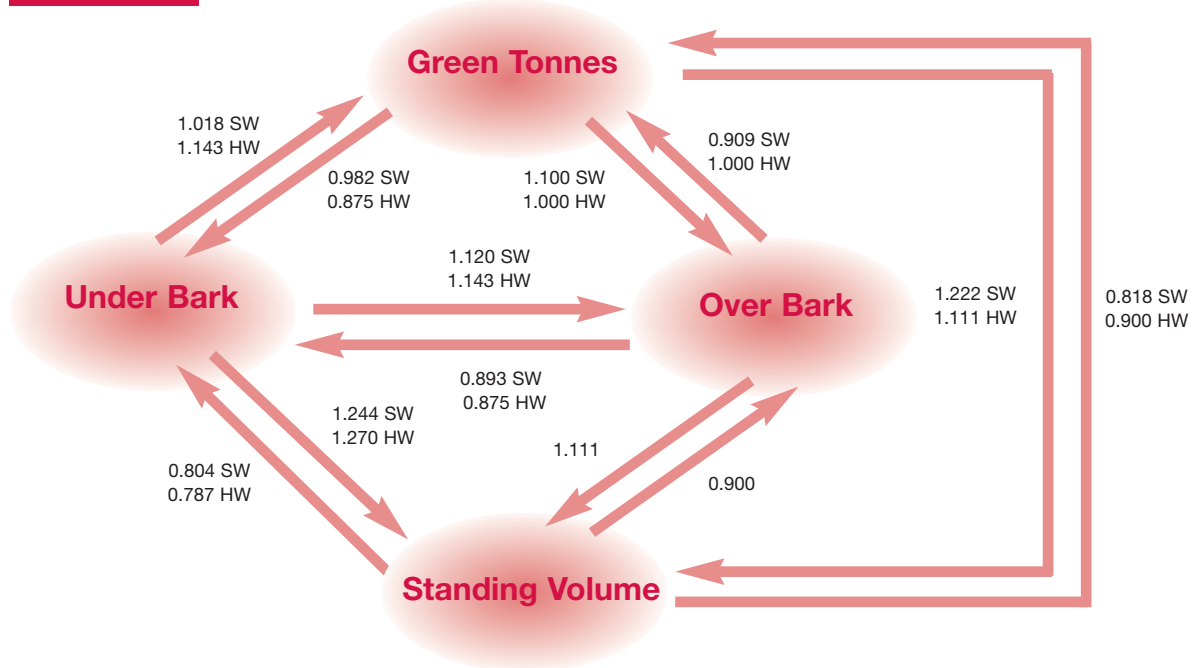 Green Tonnes
1.018 SW
1.143 HW
0.982 SW
0.875 HW
1.100 SW
1.000 HW
0.909 SW
1.000 HW
Under Bark
1.120 SW
1.143 HW
Over Bark
1.222 SW
1.111 HW
0.818 SW
0.900 HW
0.893 SW
0.875 HW
1.244 SW
1.270 HW
1.111
0.804 SW
0.787 HW
0.900
Standing Volume